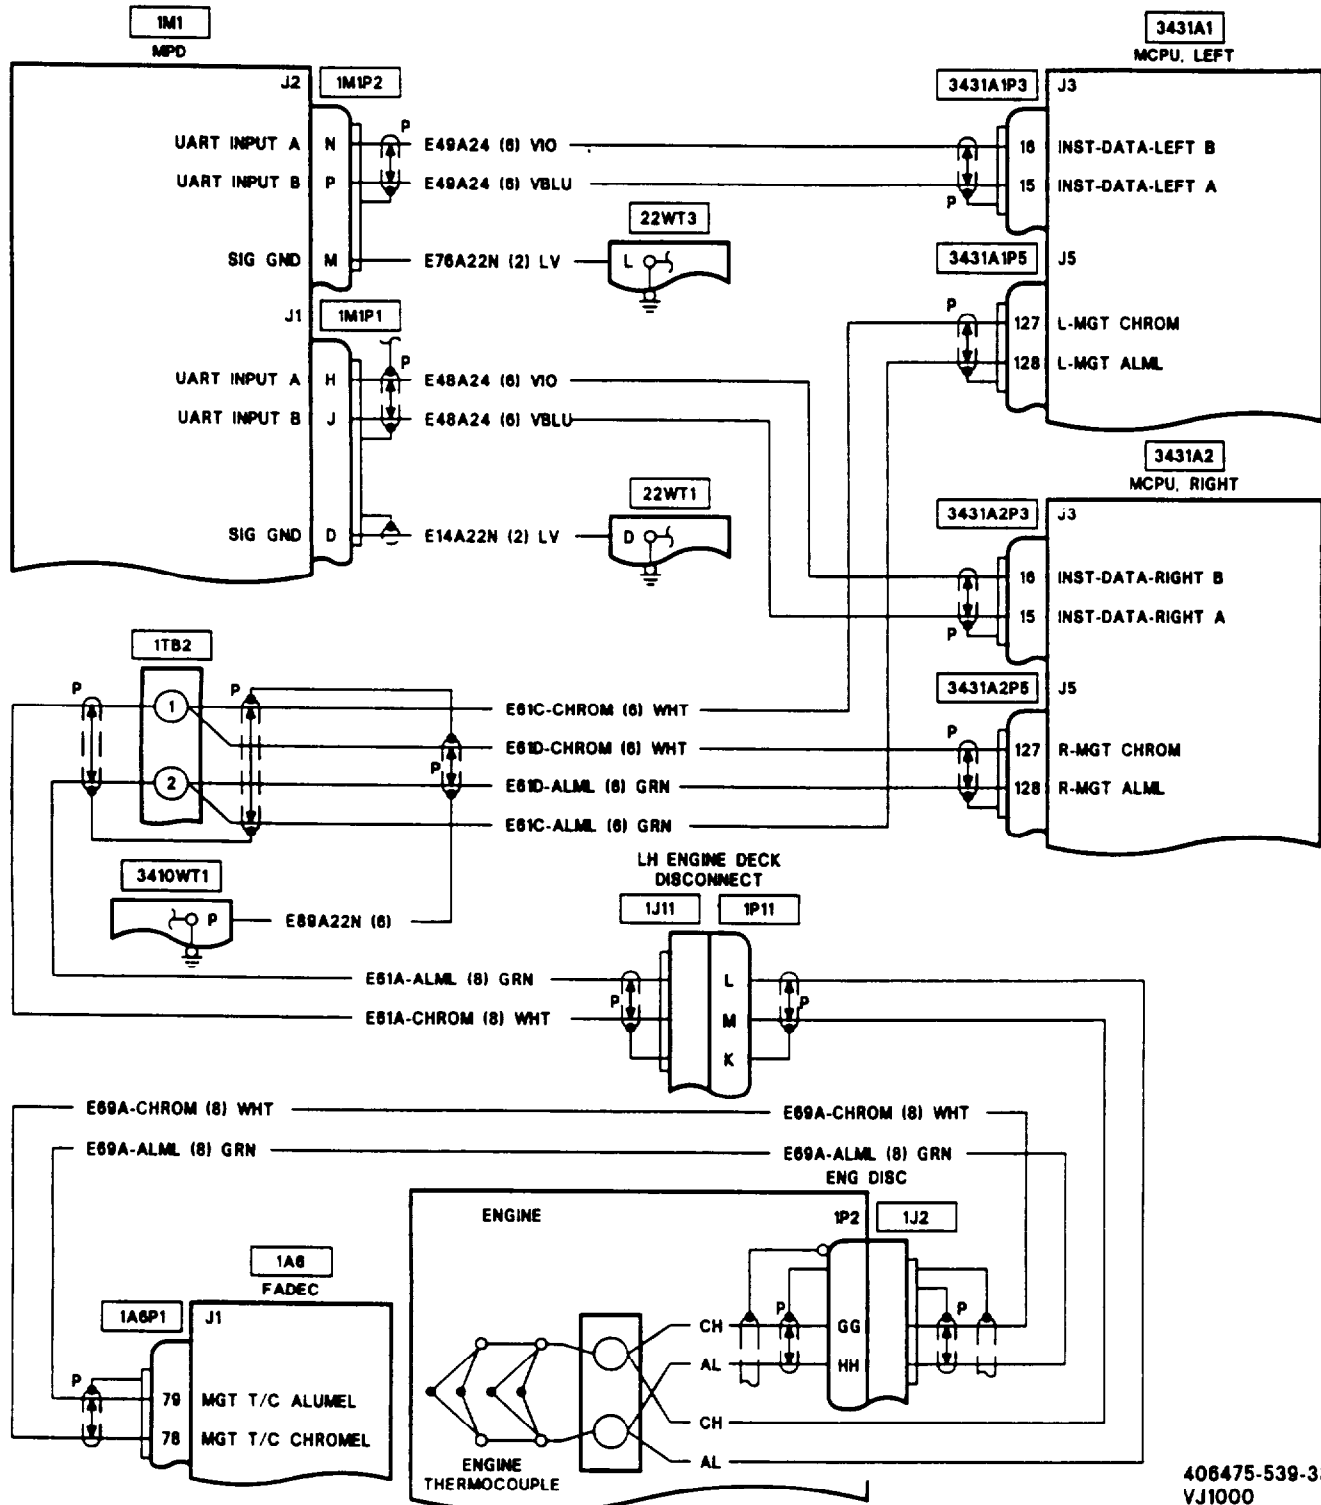 1M1
MPD
J2
1M1P2
UART INPUT A N P E49A24 (6) VIO
UART INPUT B P E49A24 (6) VBLU
SIG GND M E76A22N (2) LV
22WT3
L
J1
1M1P1
P
UART INPUT A H E48A24 (6) VIO
UART INPUT B J E48A24 (6) VBLU
SIG GND D E14A22N (2) LV
22WT1
D
3431A1
MCPU, LEFT
3431A1P3 J3
16 INST-DATA-LEFT B
15 INST-DATA-LEFT A
P
3431A1P5 J5
P
127 L-MGT CHROM
128 L-MGT ALML
3431A2
MCPU, RIGHT
3431A2P3 J3
16 INST-DATA-RIGHT B
15 INST-DATA-RIGHT A
P
3431A2P5 J5
P
127 R-MGT CHROM
128 R-MGT ALML
1TB2
P P
1 E61C-CHROM (6) WHT
E61D-CHROM (6) WHT
P
2 E61D-ALML (6) GRN
E61C-ALML (6) GRN
3410WT1
P E89A22N (6)
LH ENGINE DECK
DISCONNECT
1J11 1P11
E61A-ALML (8) GRN L
P P
E61A-CHROM (8) WHT M
K
E69A-CHROM (8) WHT E69A-CHROM (8) WHT
E69A-ALML (8) GRN E69A-ALML (8) GRN
ENG DISC
ENGINE 1P2 1J2
1A6
FADEC
1A6P1 J1
P
79 MGT T/C ALUMEL
78 MGT T/C CHROMEL
P P
CH GG
AL HH
CH
AL
ENGINE
THERMOCOUPLE
406475-539-3
VJ1000